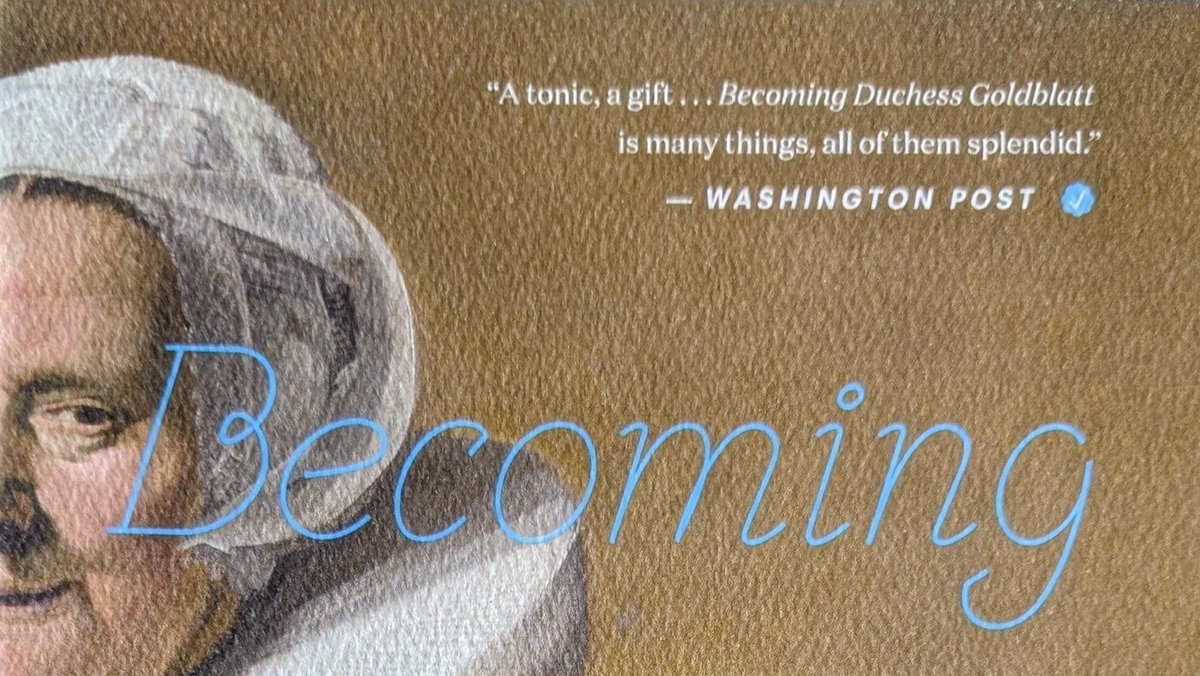 “A tonic, a gift . . . Becoming Duchess Goldblatt
is many things, all of them splendid.”
— WASHINGTON POST
Becoming